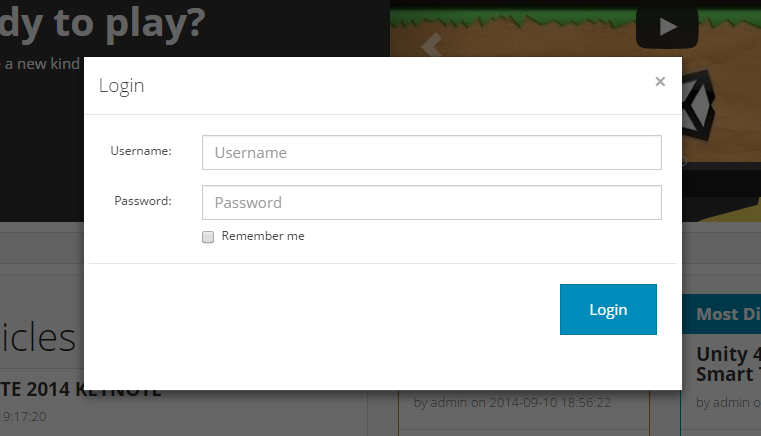 dy to play?
a new kind
Login
×
Username:
Username
Password:
Password
Remember me
Login
icles
TE 2014 KEYNOTE
9:17:20
by admin on 2014-09-10 18:56:22
Most Di
Unity 4
Smart T
by admin o